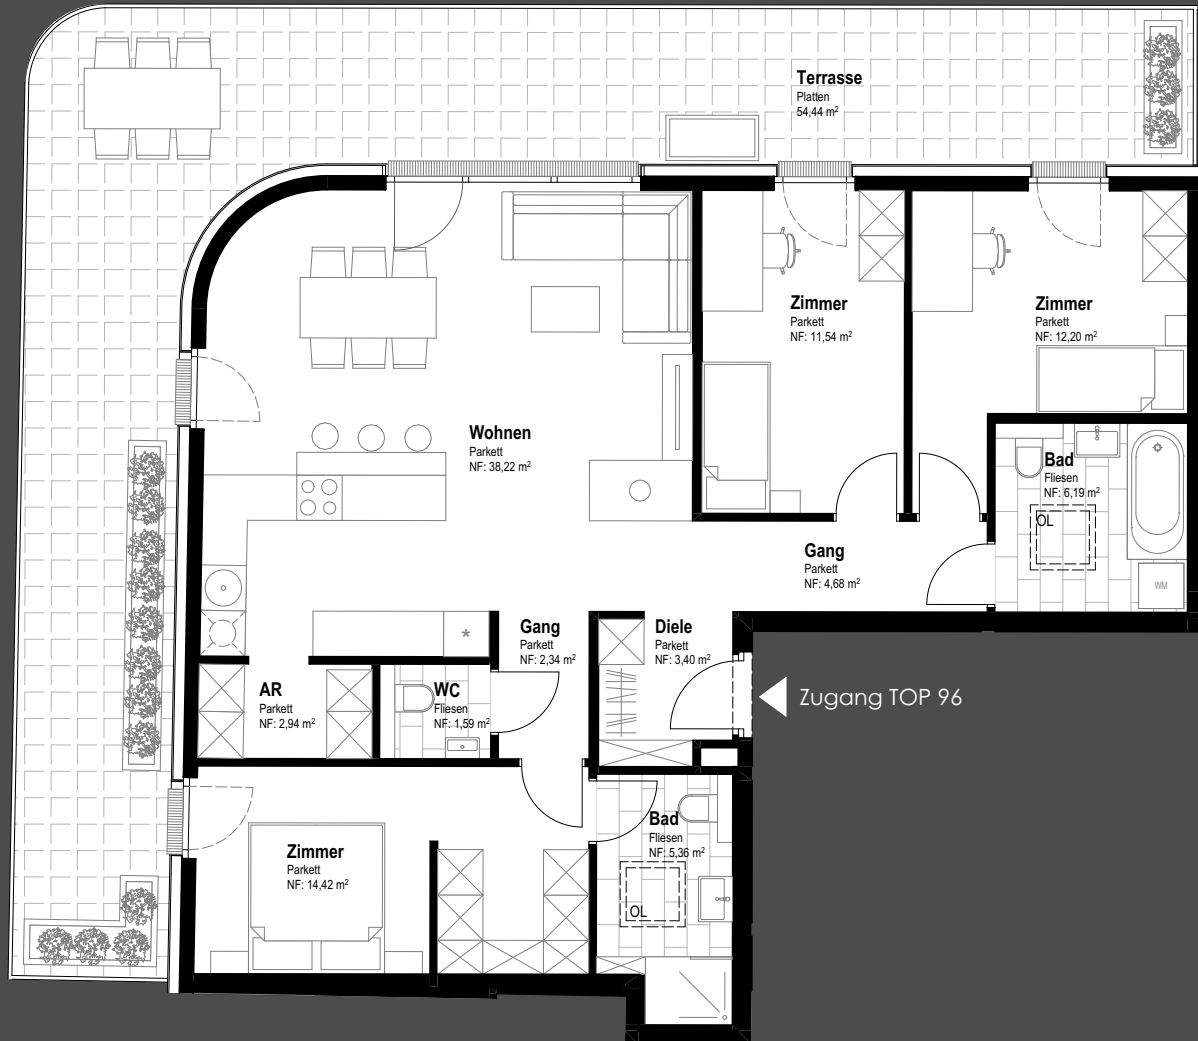 Terrasse
Platten
54,44 m²
Zimmer
Parkett
NF: 11,54 m²
Zimmer
Parkett
NF: 12,20 m²
Wohnen
Parkett
NF: 38,22 m²
Bad
Fliesen
NF: 6,19 m²
OL
WM
Gang
Parkett
NF: 4,68 m²
Gang
Parkett
NF: 2,34 m²
Diele
Parkett
NF: 3,40 m²
*
AR
Parkett
NF: 2,94 m²
WC
Fliesen
NF: 1,59 m²
Zugang TOP 96
Zimmer
Parkett
NF: 14,42 m²
Bad
Fliesen
NF: 5,36 m²
OL